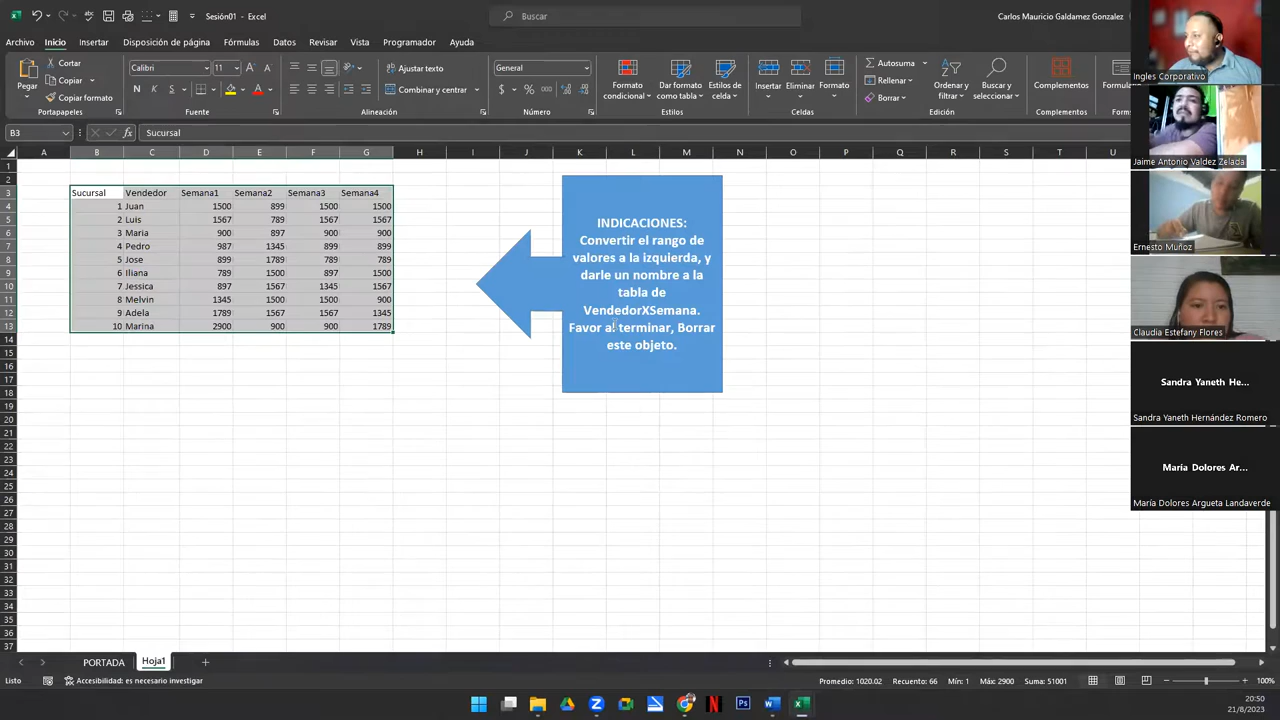 Sesión01 - Excel
Buscar
Carlos Mauricio Galdamez Gonzalez
Archivo Inicio Insertar Disposición de página Fórmulas Datos Revisar Vista Programador Ayuda
Pegar
Cortar
Copiar
Copiar formato
Portapapeles
Calibri 11
N K S
Fuente
Ajustar texto
Combinar y centrar
Alineación
General
Número
Formato condicional
Dar formato como tabla
Estilos de celda
Estilos
Insertar
Eliminar
Formato
Celdas
Autosuma
Rellenar
Borrar
Ordenar y filtrar
Buscar y seleccionar
Edición
Complementos
Complementos
B3
Sucursal
A B C D E F G H I J K L M N O P Q R S T U
Sucursal Vendedor Semana1 Semana2 Semana3 Semana4
1 Juan 1500 899 1500 1500
2 Luis 1567 789 1567 1567
3 Maria 900 897 900 900
4 Pedro 987 1345 899 899
5 Jose 899 1789 789 789
6 Iliana 789 1500 897 1500
7 Jessica 897 1567 1345 1567
8 Melvin 1345 1500 1500 900
9 Adela 1789 1567 1567 1345
10 Marina 2900 900 900 1789
INDICACIONES:
Convertir el rango de
valores a la izquierda, y
darle un nombre a la
tabla de
VendedorXSemana.
Favor al terminar, Borrar
este objeto.
Ingles Corporativo
Jaime Antonio Valdez Zelada
Ernesto Muñoz
Claudia Estefany Flores
Sandra Yaneth He...
Sandra Yaneth Hernández Romero
María Dolores Ar...
María Dolores Argueta Landaverde
PORTADA Hoja1
Listo
Accesibilidad: es necesario investigar
Promedio: 1020.02 Recuento: 66 Mín: 1 Máx: 2900 Suma: 51001
100%
20:50
21/8/2023